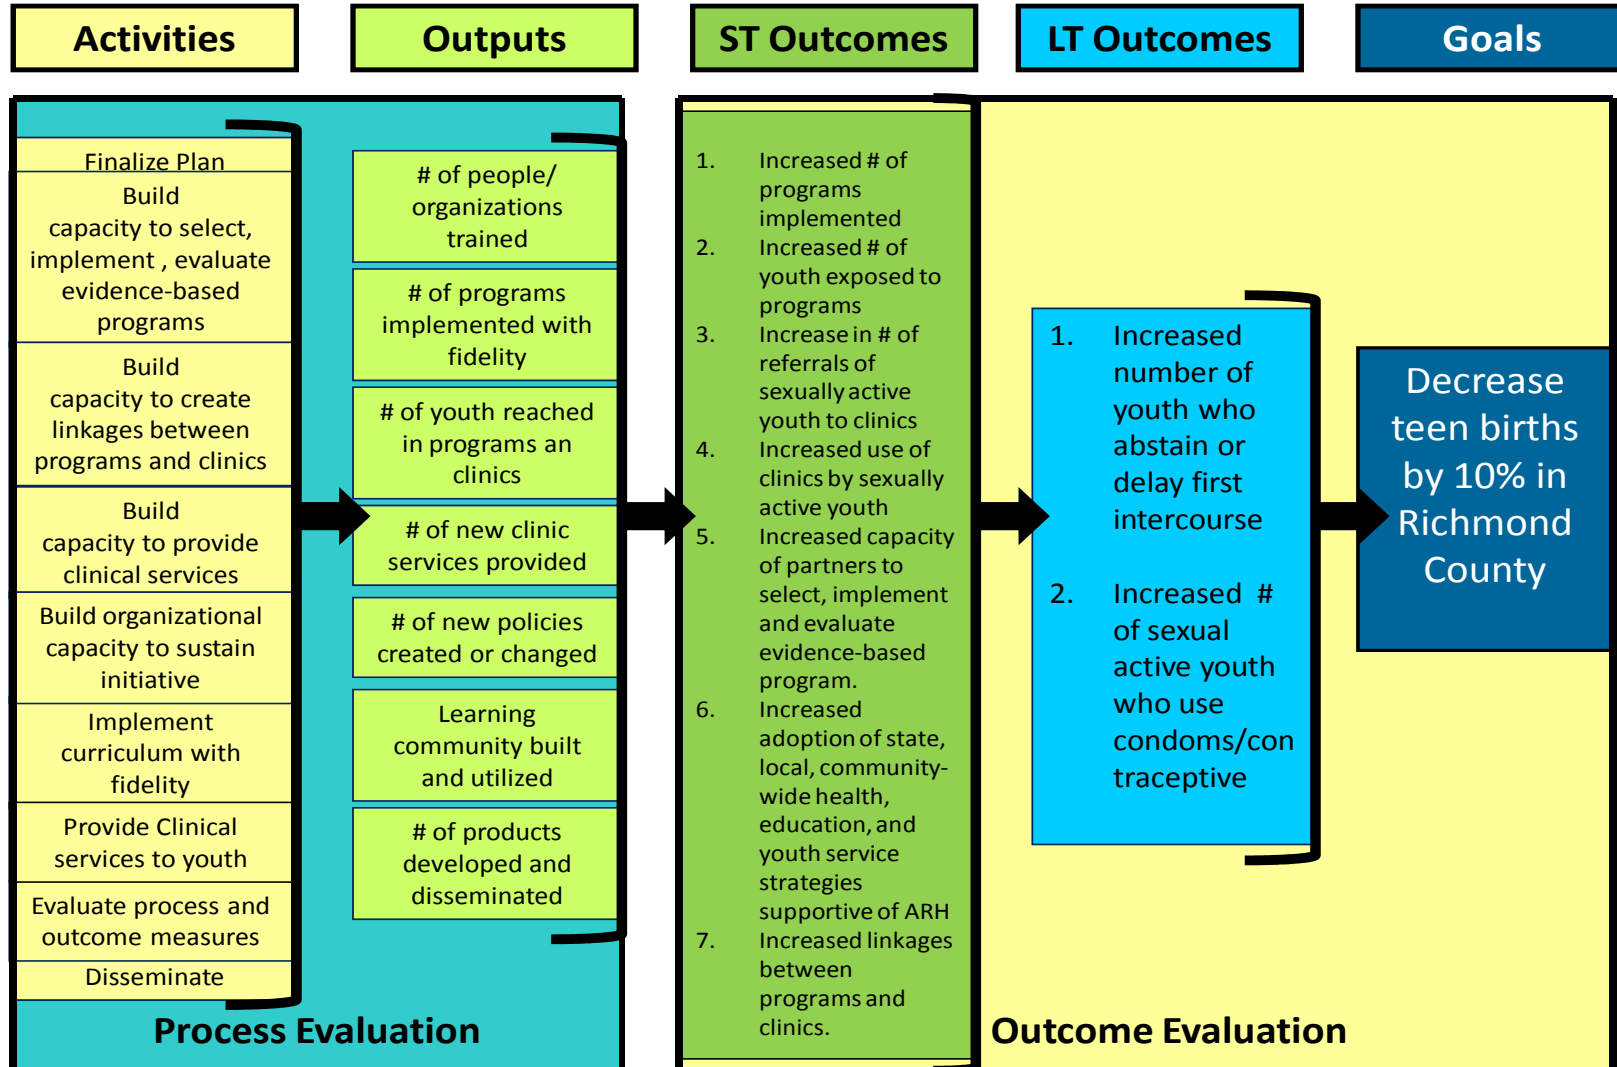 Activities
Outputs
ST Outcomes
LT Outcomes
Goals
Finalize Plan
Build
capacity to select,
implement , evaluate
evidence-based
programs
Build
capacity to create
linkages between
programs and clinics
Build
capacity to provide
clinical services
Build organizational
capacity to sustain
initiative
Implement
curriculum with
fidelity
Provide Clinical
services to youth
Evaluate process and
outcome measures
Disseminate
Process Evaluation
# of people/
organizations
trained
# of programs
implemented with
fidelity
# of youth reached
in programs an
clinics
# of new clinic
services provided
# of new policies
created or changed
Learning
community built
and utilized
# of products
developed and
disseminated
1. Increased # of
programs
implemented
2. Increased # of
youth exposed to
programs
3. Increase in # of
referrals of
sexually active
youth to clinics
4. Increased use of
clinics by sexually
active youth
5. Increased capacity
of partners to
select, implement
and evaluate
evidence-based
program.
6. Increased
adoption of state,
local, community-
wide health,
education, and
youth service
strategies
supportive of ARH
7. Increased linkages
between
programs and
clinics.
1. Increased
number of
youth who
abstain or
delay first
intercourse
2. Increased #
of sexual
active youth
who use
condoms/con
traceptive
Decrease
teen births
by 10% in
Richmond
County
Outcome Evaluation